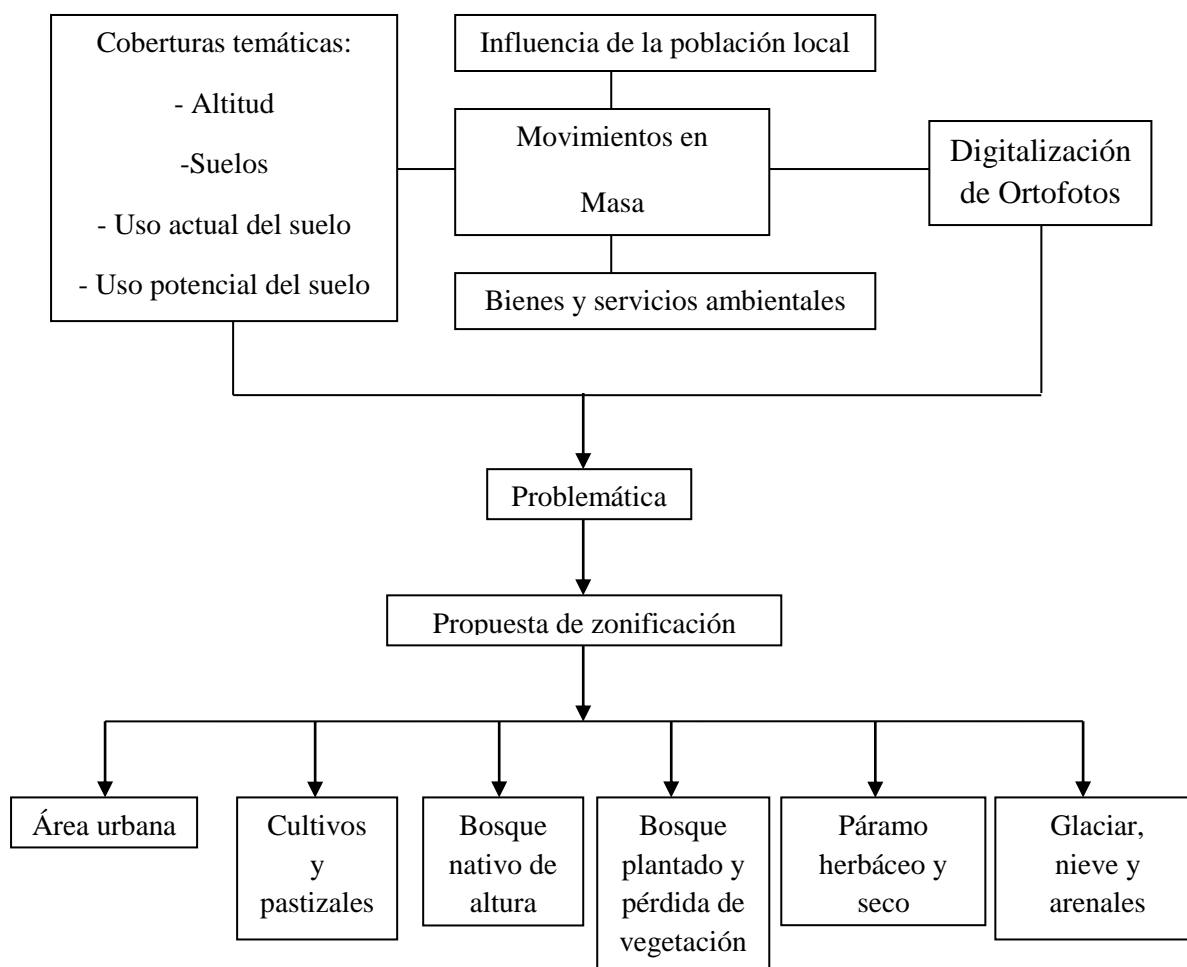 Coberturas temáticas:
- Altitud
-Suelos
- Uso actual del suelo
- Uso potencial del suelo
Influencia de la población local
Movimientos en
Masa
Bienes y servicios ambientales
Digitalización
de Ortofotos
Problemática
Propuesta de zonificación
Área urbana
Cultivos
y
pastizales
Bosque
nativo de
altura
Bosque
plantado y
pérdida de
vegetación
Páramo
herbáceo y
seco
Glaciar,
nieve y
arenales